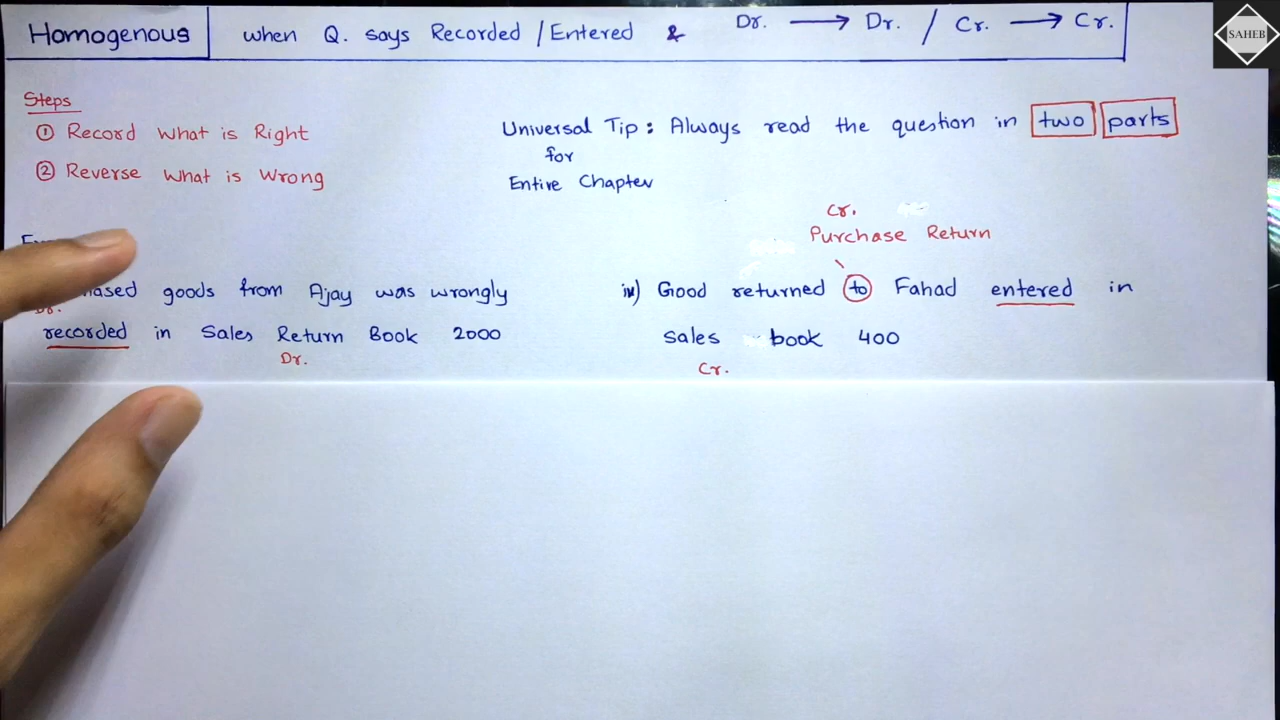 Homogenous when Q. says Recorded / Entered & Dr. → Dr. / Cr. → Cr.
SAHEB
Steps
① Record what is Right
② Reverse what is Wrong
Universal Tip : Always read the question in two parts
for
Entire Chapter
goods from Ajay was wrongly
Dr.
recorded in Sales Return Book 2000
Dr.
Cr.
Purchase Return
iv) Good returned to Fahad entered in
sales book 400
Cr.